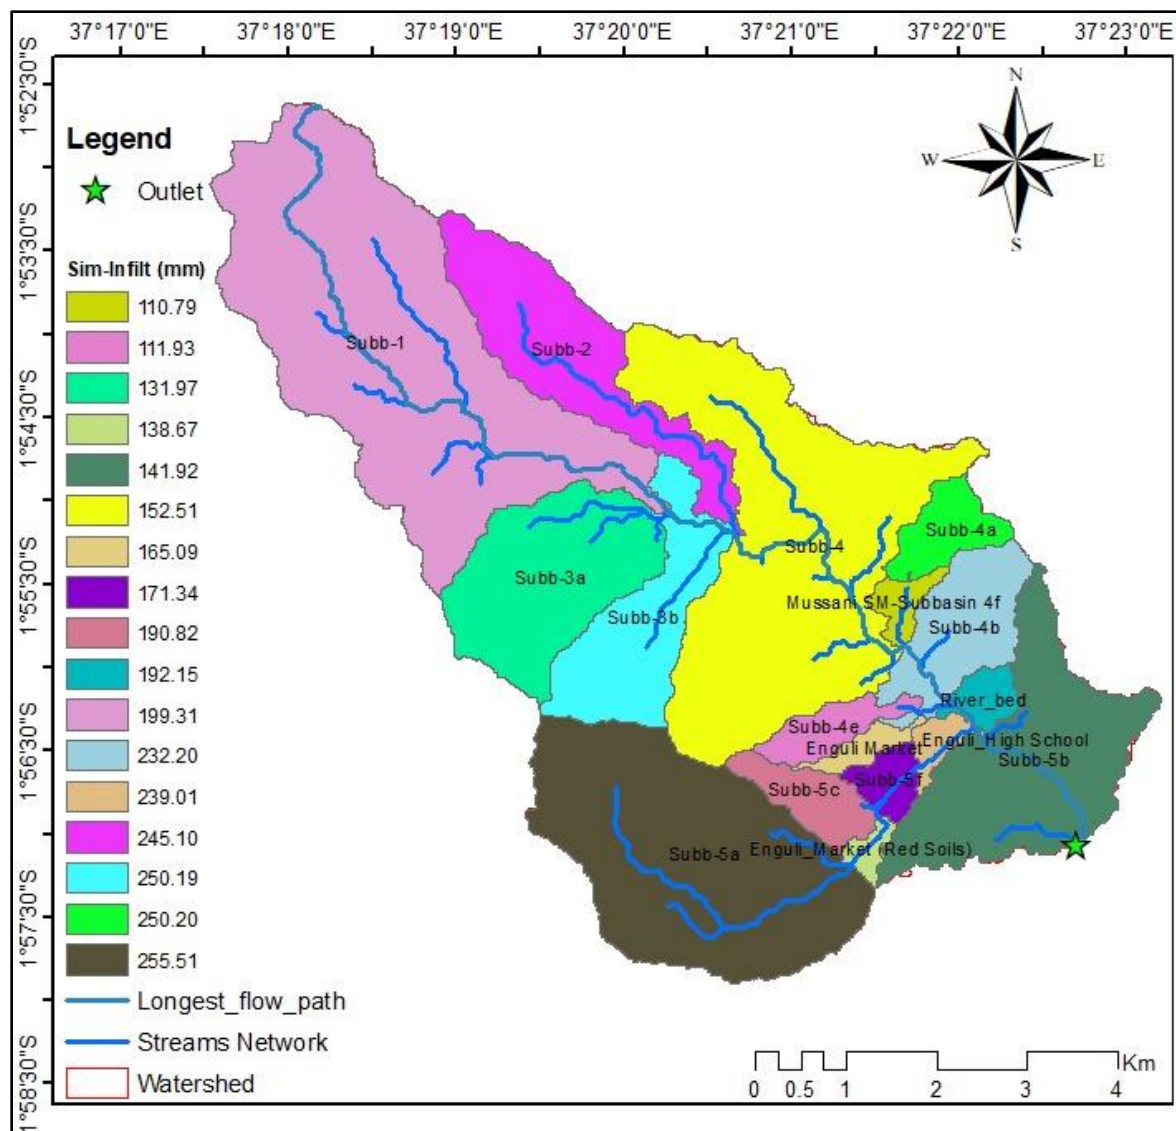 37°17'0"E 37°18'0"E 37°19'0"E 37°20'0"E 37°21'0"E 37°22'0"E 37°23'0"E
1°52'30"S
1°53'30"S
1°54'30"S
1°55'30"S
1°56'30"S
1°57'30"S
1°58'30"S
N
W
E
S
Legend
Outlet
Sim-Infilt (mm)
110.79
111.93
131.97
138.67
141.92
152.51
165.09
171.34
190.82
192.15
199.31
232.20
239.01
245.10
250.19
250.20
255.51
Longest_flow_path
Streams Network
Watershed
Subb-1
Subb-2
Subb-4a
Subb-4
Subb-3a
Mussani SM-Subbasin 4f
Subb-3b
Subb-4b
River_bed
Subb-4e
Enguli_High School
Enguli Market
Subb-5b
Subb-5f
Subb-5c
Enguli_Market (Red Soils)
Subb-5a
Km
0 0.5 1 2 3 4